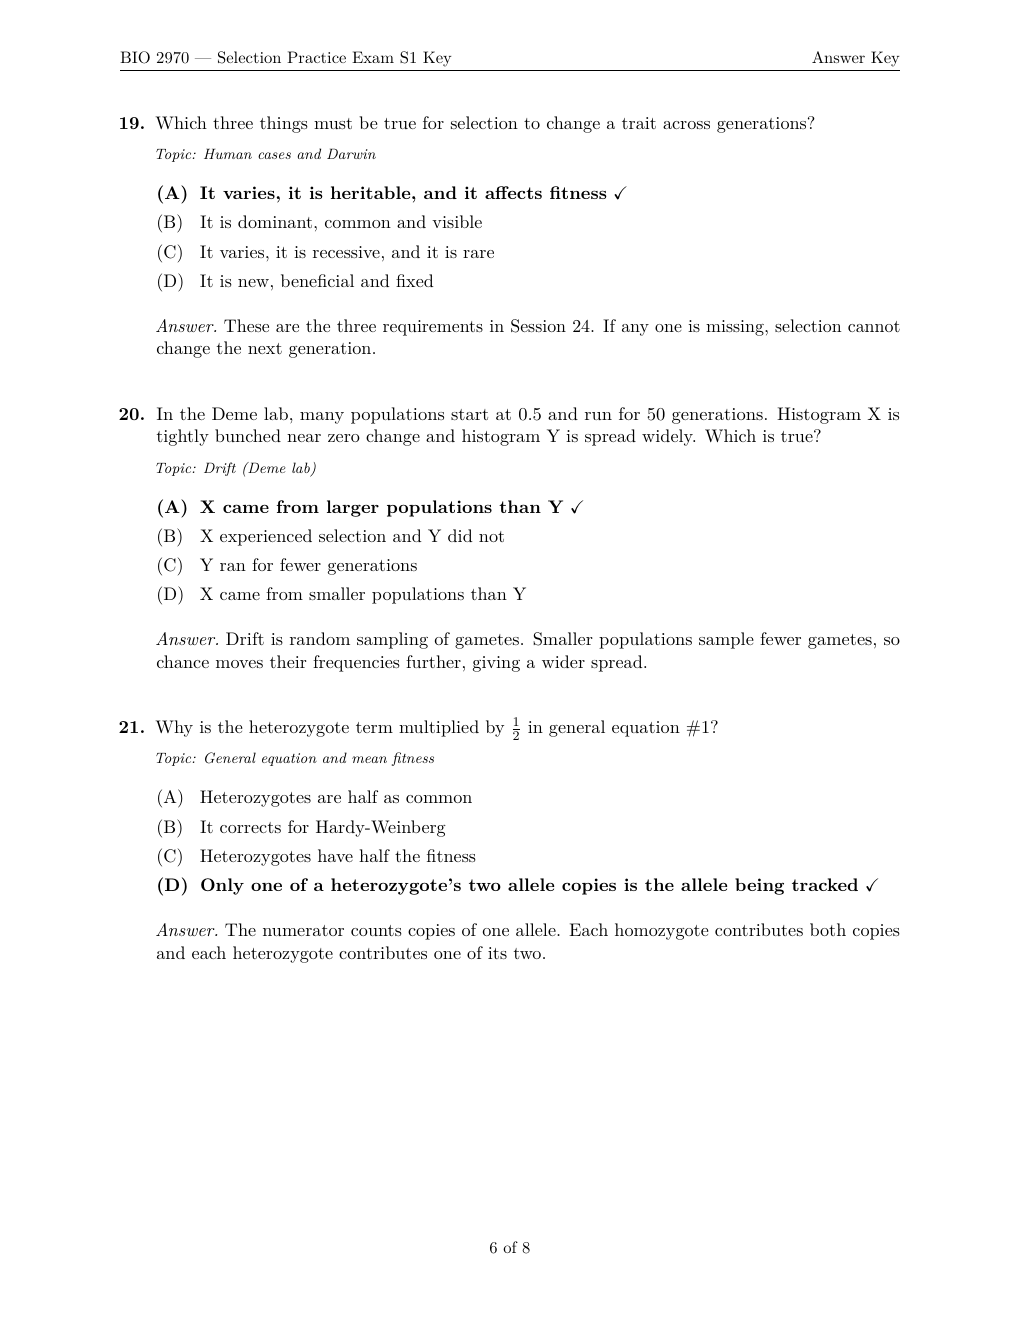 BIO 2970 — Selection Practice Exam S1 Key Answer Key
19. Which three things must be true for selection to change a trait across generations?
Topic: Human cases and Darwin
(A) It varies, it is heritable, and it affects fitness ✓
(B) It is dominant, common and visible
(C) It varies, it is recessive, and it is rare
(D) It is new, beneficial and fixed
Answer. These are the three requirements in Session 24. If any one is missing, selection cannot
change the next generation.
20. In the Deme lab, many populations start at 0.5 and run for 50 generations. Histogram X is
tightly bunched near zero change and histogram Y is spread widely. Which is true?
Topic: Drift (Deme lab)
(A) X came from larger populations than Y ✓
(B) X experienced selection and Y did not
(C) Y ran for fewer generations
(D) X came from smaller populations than Y
Answer. Drift is random sampling of gametes. Smaller populations sample fewer gametes, so
chance moves their frequencies further, giving a wider spread.
21. Why is the heterozygote term multiplied by 1/2 in general equation #1?
Topic: General equation and mean fitness
(A) Heterozygotes are half as common
(B) It corrects for Hardy-Weinberg
(C) Heterozygotes have half the fitness
(D) Only one of a heterozygote's two allele copies is the allele being tracked ✓
Answer. The numerator counts copies of one allele. Each homozygote contributes both copies
and each heterozygote contributes one of its two.
6 of 8